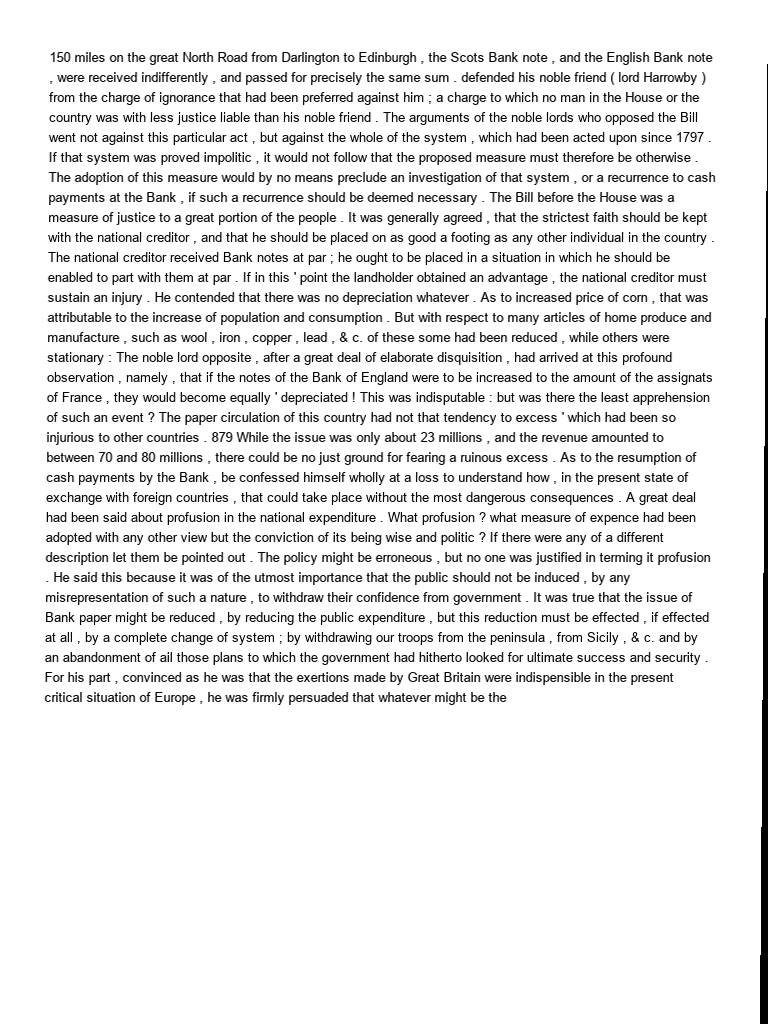 150 miles on the great North Road from Darlington to Edinburgh , the Scots Bank note , and the English Bank note
, were received indifferently , and passed for precisely the same sum . defended his noble friend ( lord Harrowby )
from the charge of ignorance that had been preferred against him ; a charge to which no man in the House or the
country was with less justice liable than his noble friend . The arguments of the noble lords who opposed the Bill
went not against this particular act , but against the whole of the system , which had been acted upon since 1797 .
If that system was proved impolitic , it would not follow that the proposed measure must therefore be otherwise .
The adoption of this measure would by no means preclude an investigation of that system , or a recurrence to cash
payments at the Bank , if such a recurrence should be deemed necessary . The Bill before the House was a
measure of justice to a great portion of the people . It was generally agreed , that the strictest faith should be kept
with the national creditor , and that he should be placed on as good a footing as any other individual in the country .
The national creditor received Bank notes at par ; he ought to be placed in a situation in which he should be
enabled to part with them at par . If in this ' point the landholder obtained an advantage , the national creditor must
sustain an injury . He contended that there was no depreciation whatever . As to increased price of corn , that was
attributable to the increase of population and consumption . But with respect to many articles of home produce and
manufacture , such as wool , iron , copper , lead , & c. of these some had been reduced , while others were
stationary : The noble lord opposite , after a great deal of elaborate disquisition , had arrived at this profound
observation , namely , that if the notes of the Bank of England were to be increased to the amount of the assignats
of France , they would become equally ' depreciated ! This was indisputable : but was there the least apprehension
of such an event ? The paper circulation of this country had not that tendency to excess ' which had been so
injurious to other countries . 879 While the issue was only about 23 millions , and the revenue amounted to
between 70 and 80 millions , there could be no just ground for fearing a ruinous excess . As to the resumption of
cash payments by the Bank , be confessed himself wholly at a loss to understand how , in the present state of
exchange with foreign countries , that could take place without the most dangerous consequences . A great deal
had been said about profusion in the national expenditure . What profusion ? what measure of expence had been
adopted with any other view but the conviction of its being wise and politic ? If there were any of a different
description let them be pointed out . The policy might be erroneous , but no one was justified in terming it profusion
. He said this because it was of the utmost importance that the public should not be induced , by any
misrepresentation of such a nature , to withdraw their confidence from government . It was true that the issue of
Bank paper might be reduced , by reducing the public expenditure , but this reduction must be effected , if effected
at all , by a complete change of system ; by withdrawing our troops from the peninsula , from Sicily , & c. and by
an abandonment of ail those plans to which the government had hitherto looked for ultimate success and security .
For his part , convinced as he was that the exertions made by Great Britain were indispensible in the present
critical situation of Europe , he was firmly persuaded that whatever might be the